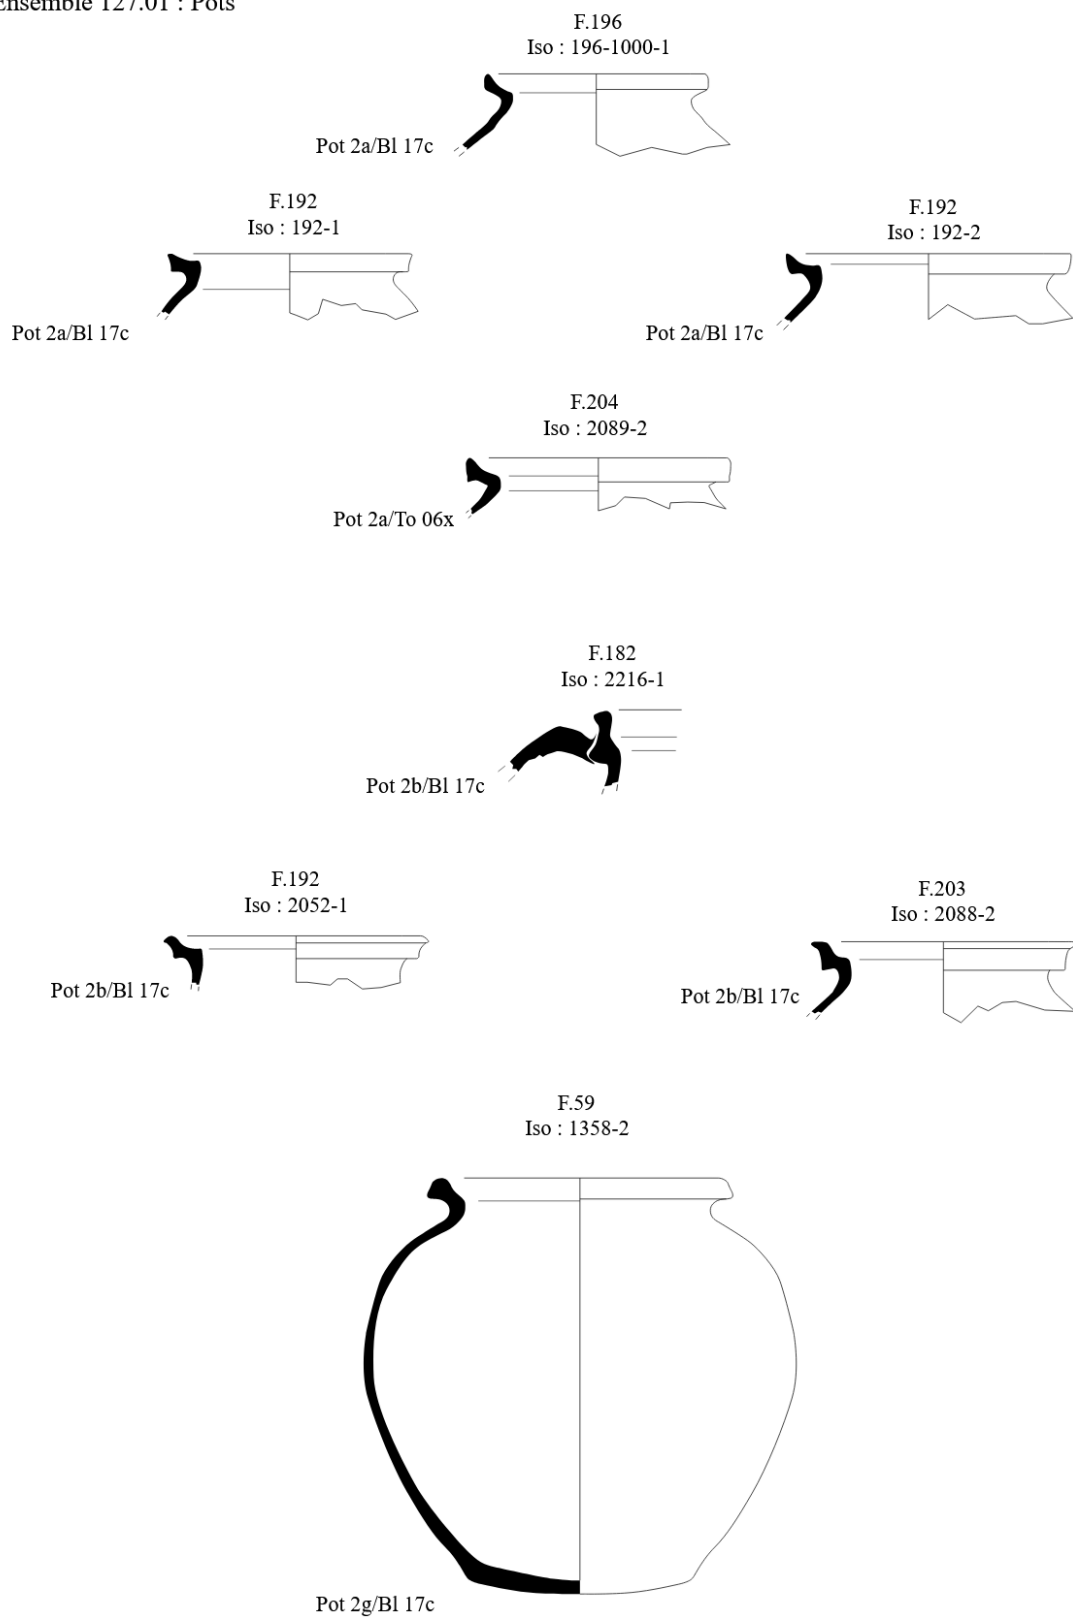 Ensemble 127.01 : Pots
F.196
Iso : 196-1000-1
Pot 2a/Bl 17c
F.192
Iso : 192-1
Pot 2a/Bl 17c
F.192
Iso : 192-2
Pot 2a/Bl 17c
F.204
Iso : 2089-2
Pot 2a/To 06x
F.182
Iso : 2216-1
Pot 2b/Bl 17c
F.192
Iso : 2052-1
Pot 2b/Bl 17c
F.203
Iso : 2088-2
Pot 2b/Bl 17c
F.59
Iso : 1358-2
Pot 2g/Bl 17c